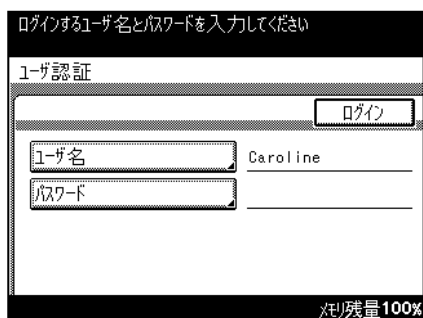 ログインするユーザ名とパスワードを入力してください
ユーザ認証
ログイン
ユーザ名 Caroline
パスワード
メモリ残量100%